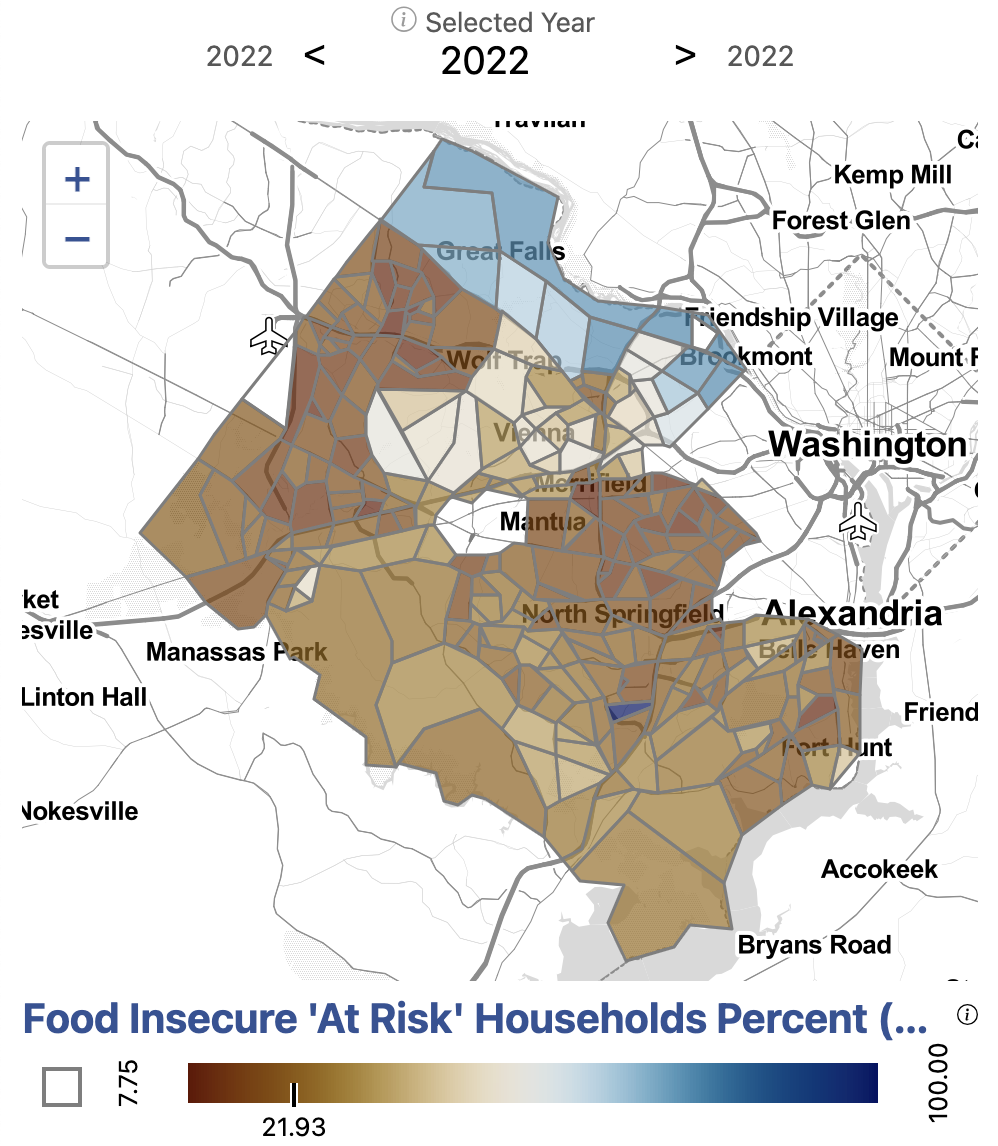 Selected Year
2022 < 2022 > 2022
Travilah
Kemp Mill
Forest Glen
Great Falls
Friendship Village
Wolf Trap
Brookmont
Mount
Vienna
Washington
Merrifield
Mantua
ket
esville
North Springfield
Alexandria
Manassas Park
Belle Haven
Linton Hall
Friend
Fort Hunt
Nokesville
Accokeek
Bryans Road
Food Insecure 'At Risk' Households Percent (...
7.75
21.93
100.00